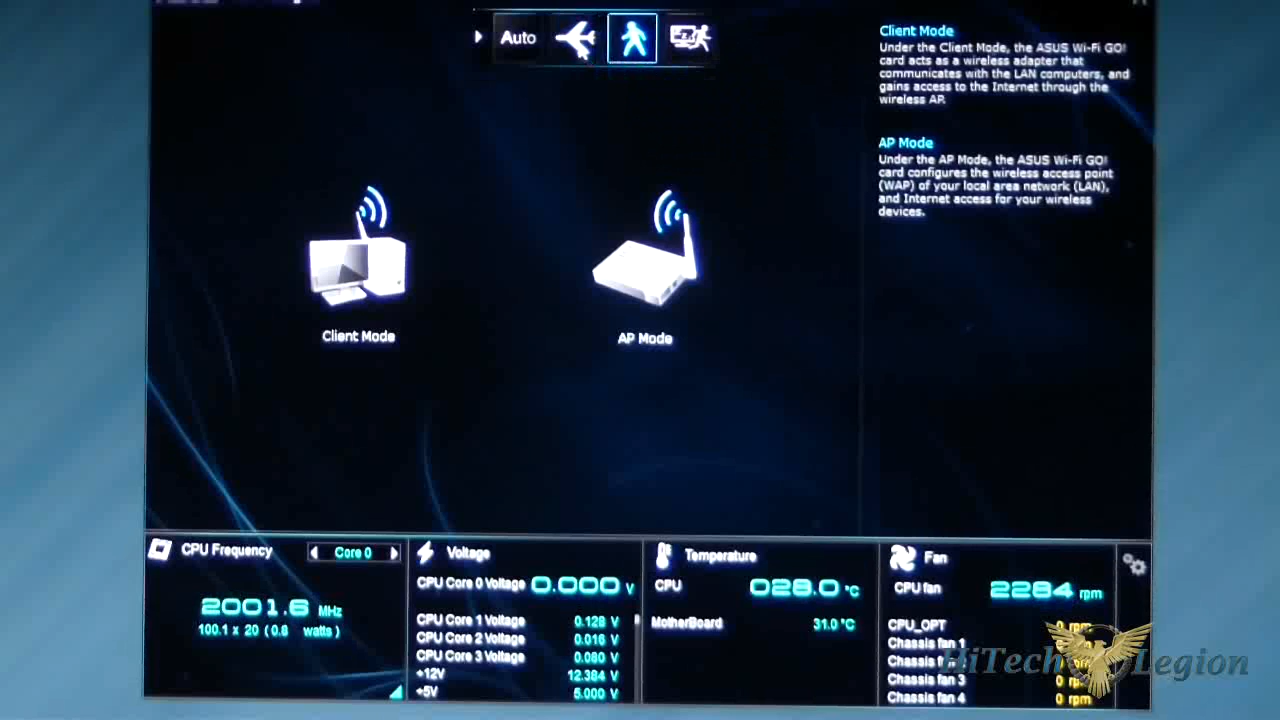 Auto
Client Mode
Under the Client Mode, the ASUS Wi-Fi GO!
card acts as a wireless adapter that
communicates with the LAN computers, and
gains access to the Internet through the
wireless AP.
AP Mode
Under the AP Mode, the ASUS Wi-Fi GO!
card configures the wireless access point
(WAP) of your local area network (LAN),
and Internet access for your wireless
devices.
Client Mode
AP Mode
CPU Frequency
Core 0
2001.6 MHz
100.1 x 20 (0.8 watts)
Voltage
CPU Core 0 Voltage 0.000 V
CPU Core 1 Voltage 0.128 V
CPU Core 2 Voltage 0.016 V
CPU Core 3 Voltage 0.080 V
+12V 12.384 V
+5V 5.000 V
Temperature
CPU 028.0 °C
MotherBoard 31.0 °C
Fan
CPU fan 2284 rpm
CPU_OPT 0 rpm
Chassis fan 1
Chassis fan
Chassis fan 3 rpm
Chassis fan 4 0 rpm
HiTech Legion